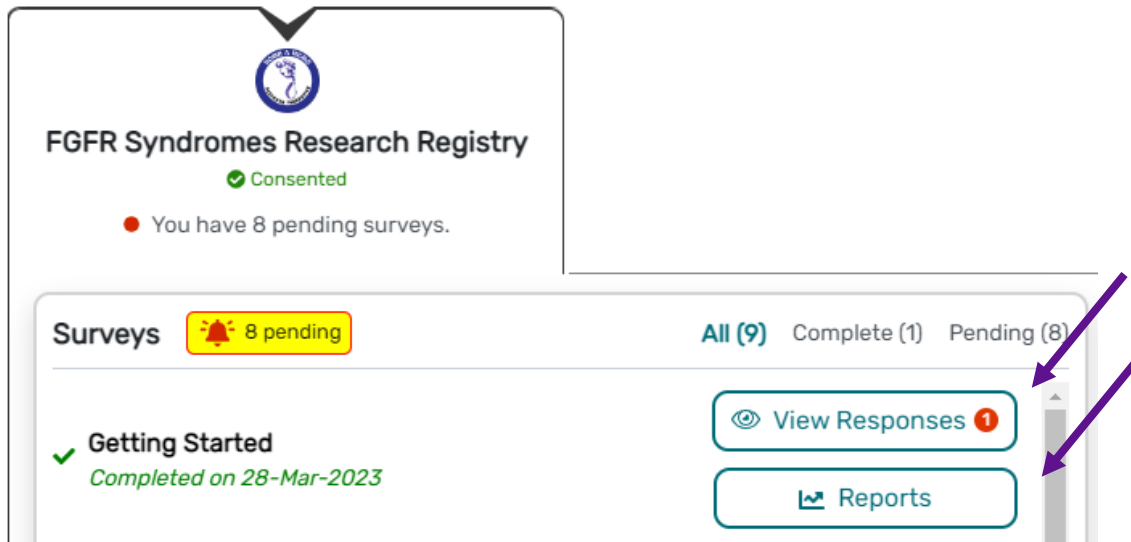 FGFR Syndromes Research Registry
Consented
You have 8 pending surveys.
Surveys 8 pending All (9) Complete (1) Pending (8)
View Responses 1
Getting Started
Completed on 28-Mar-2023
Reports